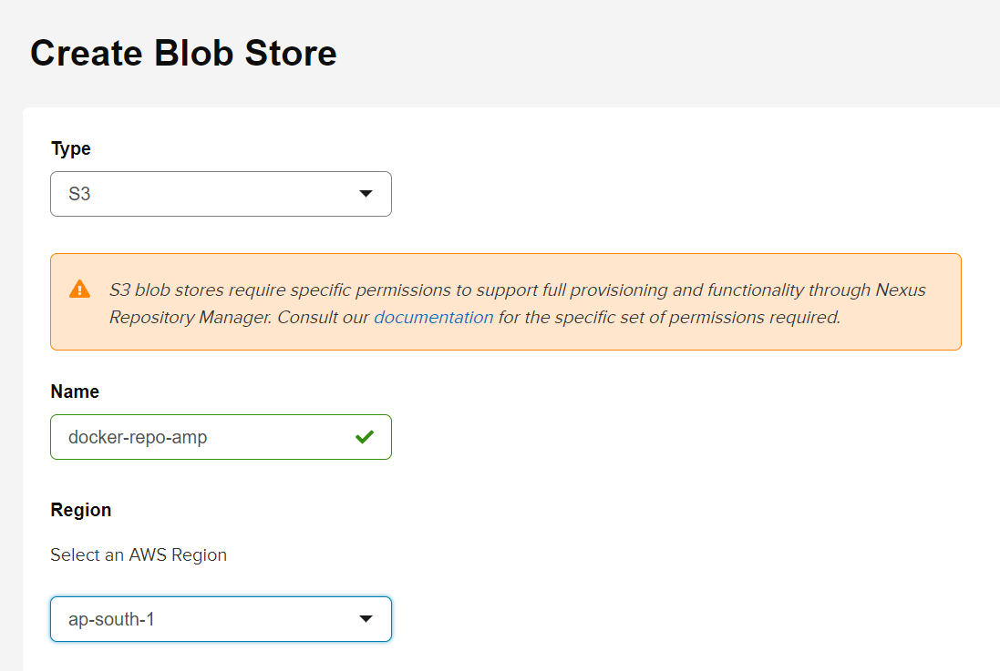 Create Blob Store
Type
S3
S3 blob stores require specific permissions to support full provisioning and functionality through Nexus
Repository Manager. Consult our documentation for the specific set of permissions required.
Name
docker-repo-amp
Region
Select an AWS Region
ap-south-1